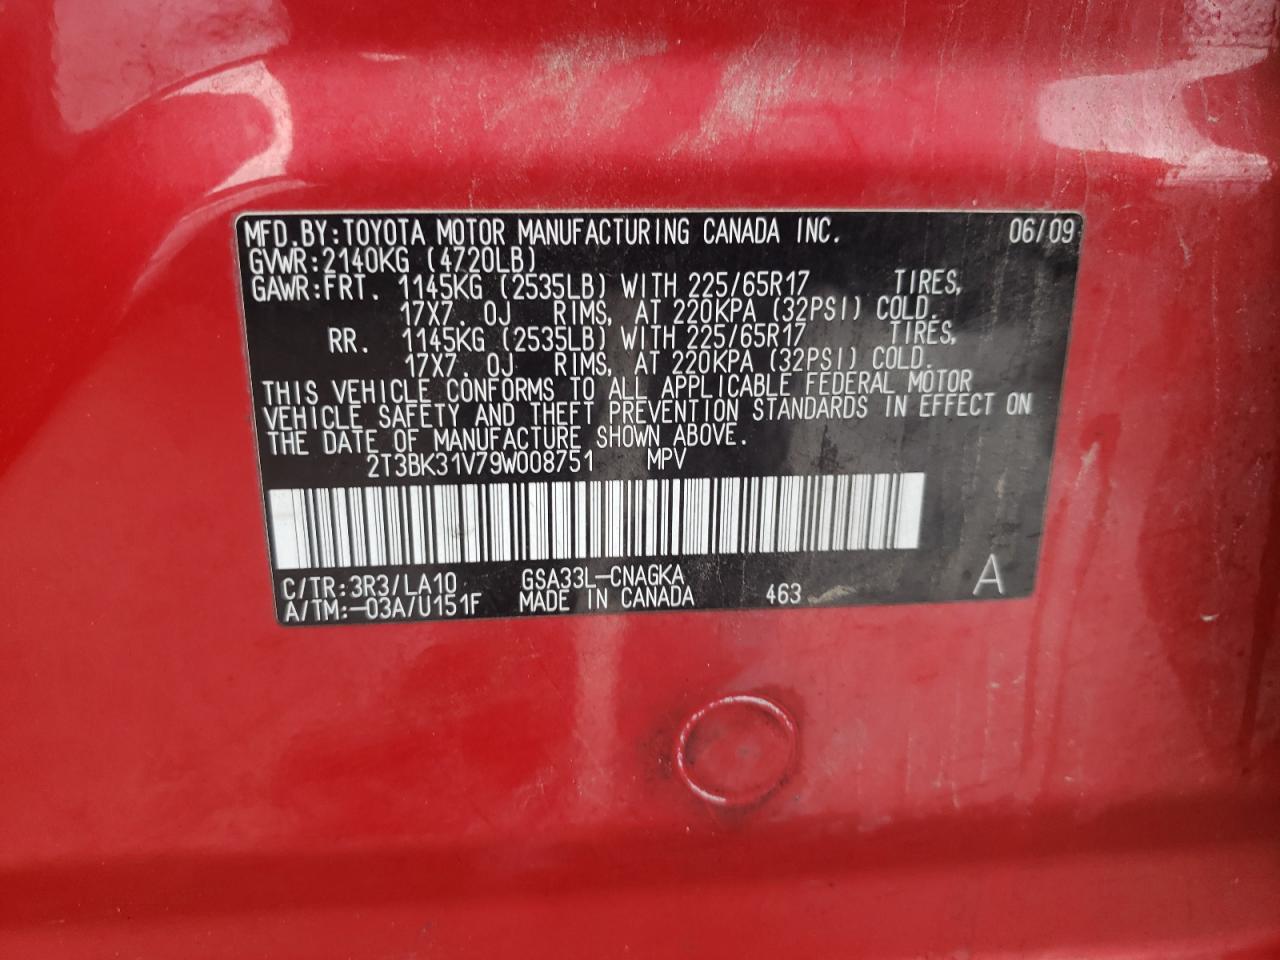 MFD.BY:TOYOTA MOTOR MANUFACTURING CANADA INC. 06/09
GVWR:2140KG (4720LB)
GAWR:FRT. 1145KG (2535LB) WITH 225/65R17 TIRES,
17X7.0J RIMS, AT 220KPA (32PSI) COLD.
RR. 1145KG (2535LB) WITH 225/65R17 TIRES,
17X7.0J RIMS, AT 220KPA (32PSI) COLD.
THIS VEHICLE CONFORMS TO ALL APPLICABLE FEDERAL MOTOR
VEHICLE SAFETY AND THEFT PREVENTION STANDARDS IN EFFECT ON
THE DATE OF MANUFACTURE SHOWN ABOVE.
2T3BK31V79W008751 MPV
C/TR:3R3/LA10 GSA33L-CNAGKA
A/TM:-03A/U151F MADE IN CANADA 463 A